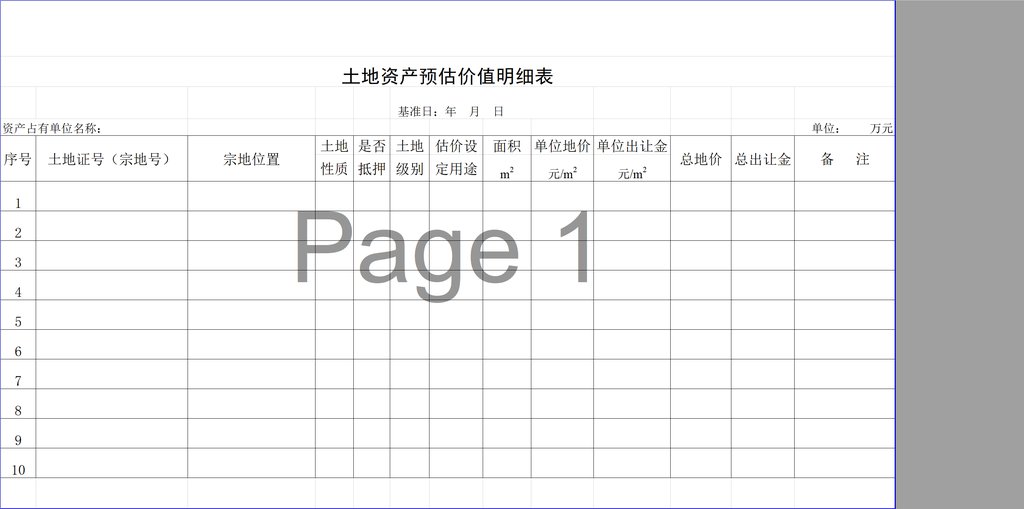 土地资产预估价值明细表
基准日：年 月 日
资产占有单位名称： 单位： 万元
序号 土地证号（宗地号） 宗地位置 土地性质 是否抵押 土地级别 估价设定用途 面积 m² 单位地价 元/m² 单位出让金 元/m² 总地价 总出让金 备 注
1
2
3
4
5
6
7
8
9
10
Page 1